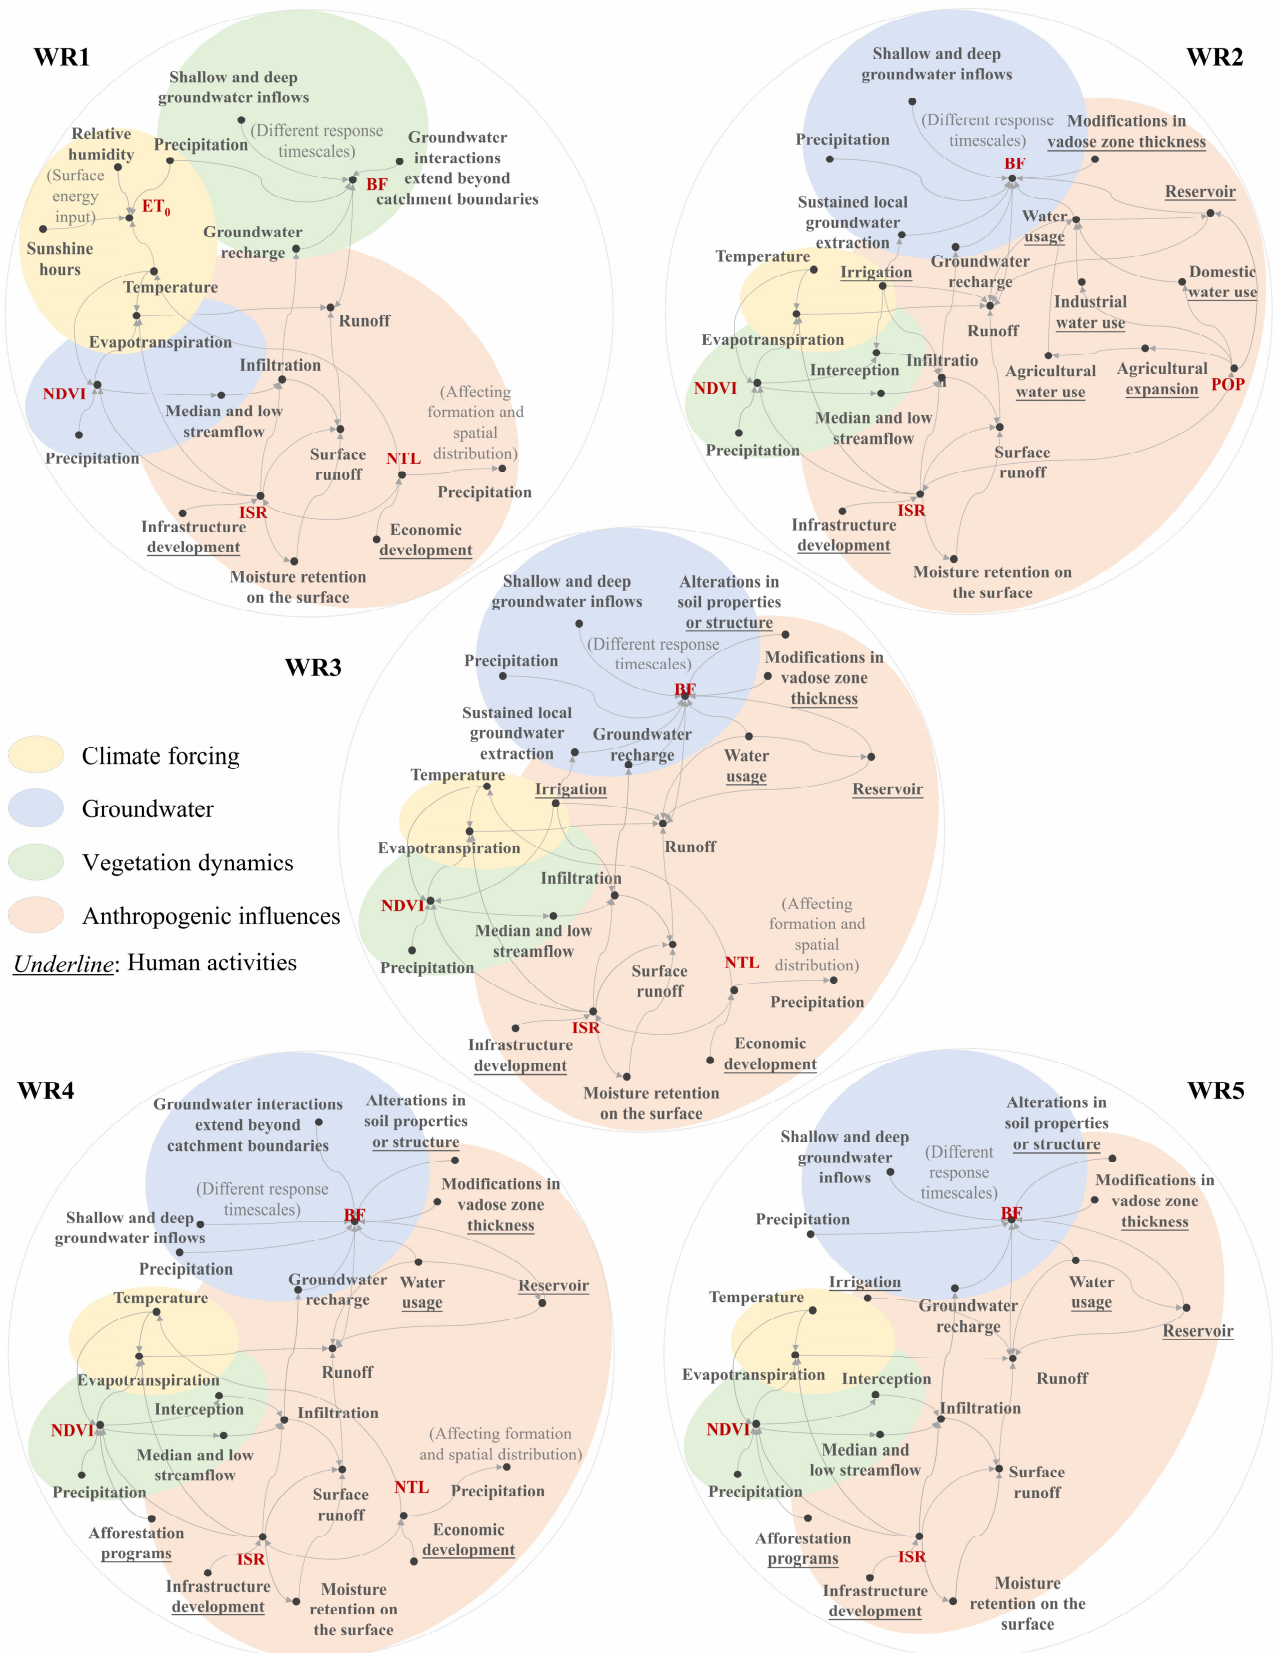 WR1
Shallow and deep
groundwater inflows
(Different response
timescales)
Relative
humidity
Precipitation
Groundwater
interactions
extend beyond
catchment boundaries
(Surface
energy
input)
BF
ET0
Sunshine
hours
Groundwater
recharge
Temperature
Runoff
Evapotranspiration
Infiltration
NDVI
Median and low
streamflow
(Affecting
formation and
spatial
distribution)
Precipitation
Surface
runoff
NTL
Precipitation
ISR
Infrastructure
development
Economic
development
Moisture retention
on the surface
WR2
Shallow and deep
groundwater inflows
(Different response
timescales)
Modifications in
vadose zone thickness
Precipitation
BF
Reservoir
Sustained local
groundwater
extraction
Water
usage
Temperature
Irrigation
Groundwater
recharge
Domestic
water use
Industrial
water use
Runoff
Evapotranspiration
Interception
Infiltratio
n
Agricultural
water use
Agricultural
expansion
POP
NDVI
Median and low
streamflow
Precipitation
Surface
runoff
ISR
Infrastructure
development
Moisture retention on
the surface
WR3
Shallow and deep
groundwater inflows
Alterations in
soil properties
or structure
(Different response
timescales)
Precipitation
Modifications in
vadose zone
thickness
BF
Sustained local
groundwater
extraction
Groundwater
recharge
Water
usage
Temperature
Irrigation
Reservoir
Evapotranspiration
Runoff
Infiltration
NDVI
Median and low
streamflow
(Affecting
formation and
spatial
distribution)
Precipitation
Surface
runoff
NTL
Precipitation
ISR
Infrastructure
development
Economic
development
Moisture retention
on the surface
Climate forcing
Groundwater
Vegetation dynamics
Anthropogenic influences
Underline: Human activities
WR4
Groundwater interactions
extend beyond
catchment boundaries
Alterations in
soil properties
or structure
(Different response
timescales)
Modifications in
vadose zone
thickness
Shallow and deep
groundwater inflows
BF
Precipitation
Groundwater
recharge
Water
usage
Reservoir
Temperature
Runoff
Evapotranspiration
Interception
Infiltration
NDVI
Median and low
streamflow
(Affecting formation
and spatial distribution)
Precipitation
Surface
runoff
NTL
Precipitation
Afforestation
programs
Economic
development
ISR
Infrastructure
development
Moisture
retention on
the surface
WR5
Alterations in
soil properties
or structure
Shallow and deep
groundwater
inflows
(Different
response
timescales)
Modifications in
vadose zone
thickness
Precipitation
BF
Irrigation
Water
usage
Temperature
Groundwater
recharge
Reservoir
Evapotranspiration
Interception
Runoff
Infiltration
NDVI
Median and
low streamflow
Precipitation
Surface
runoff
Afforestation
programs
ISR
Infrastructure
development
Moisture
retention on the
surface